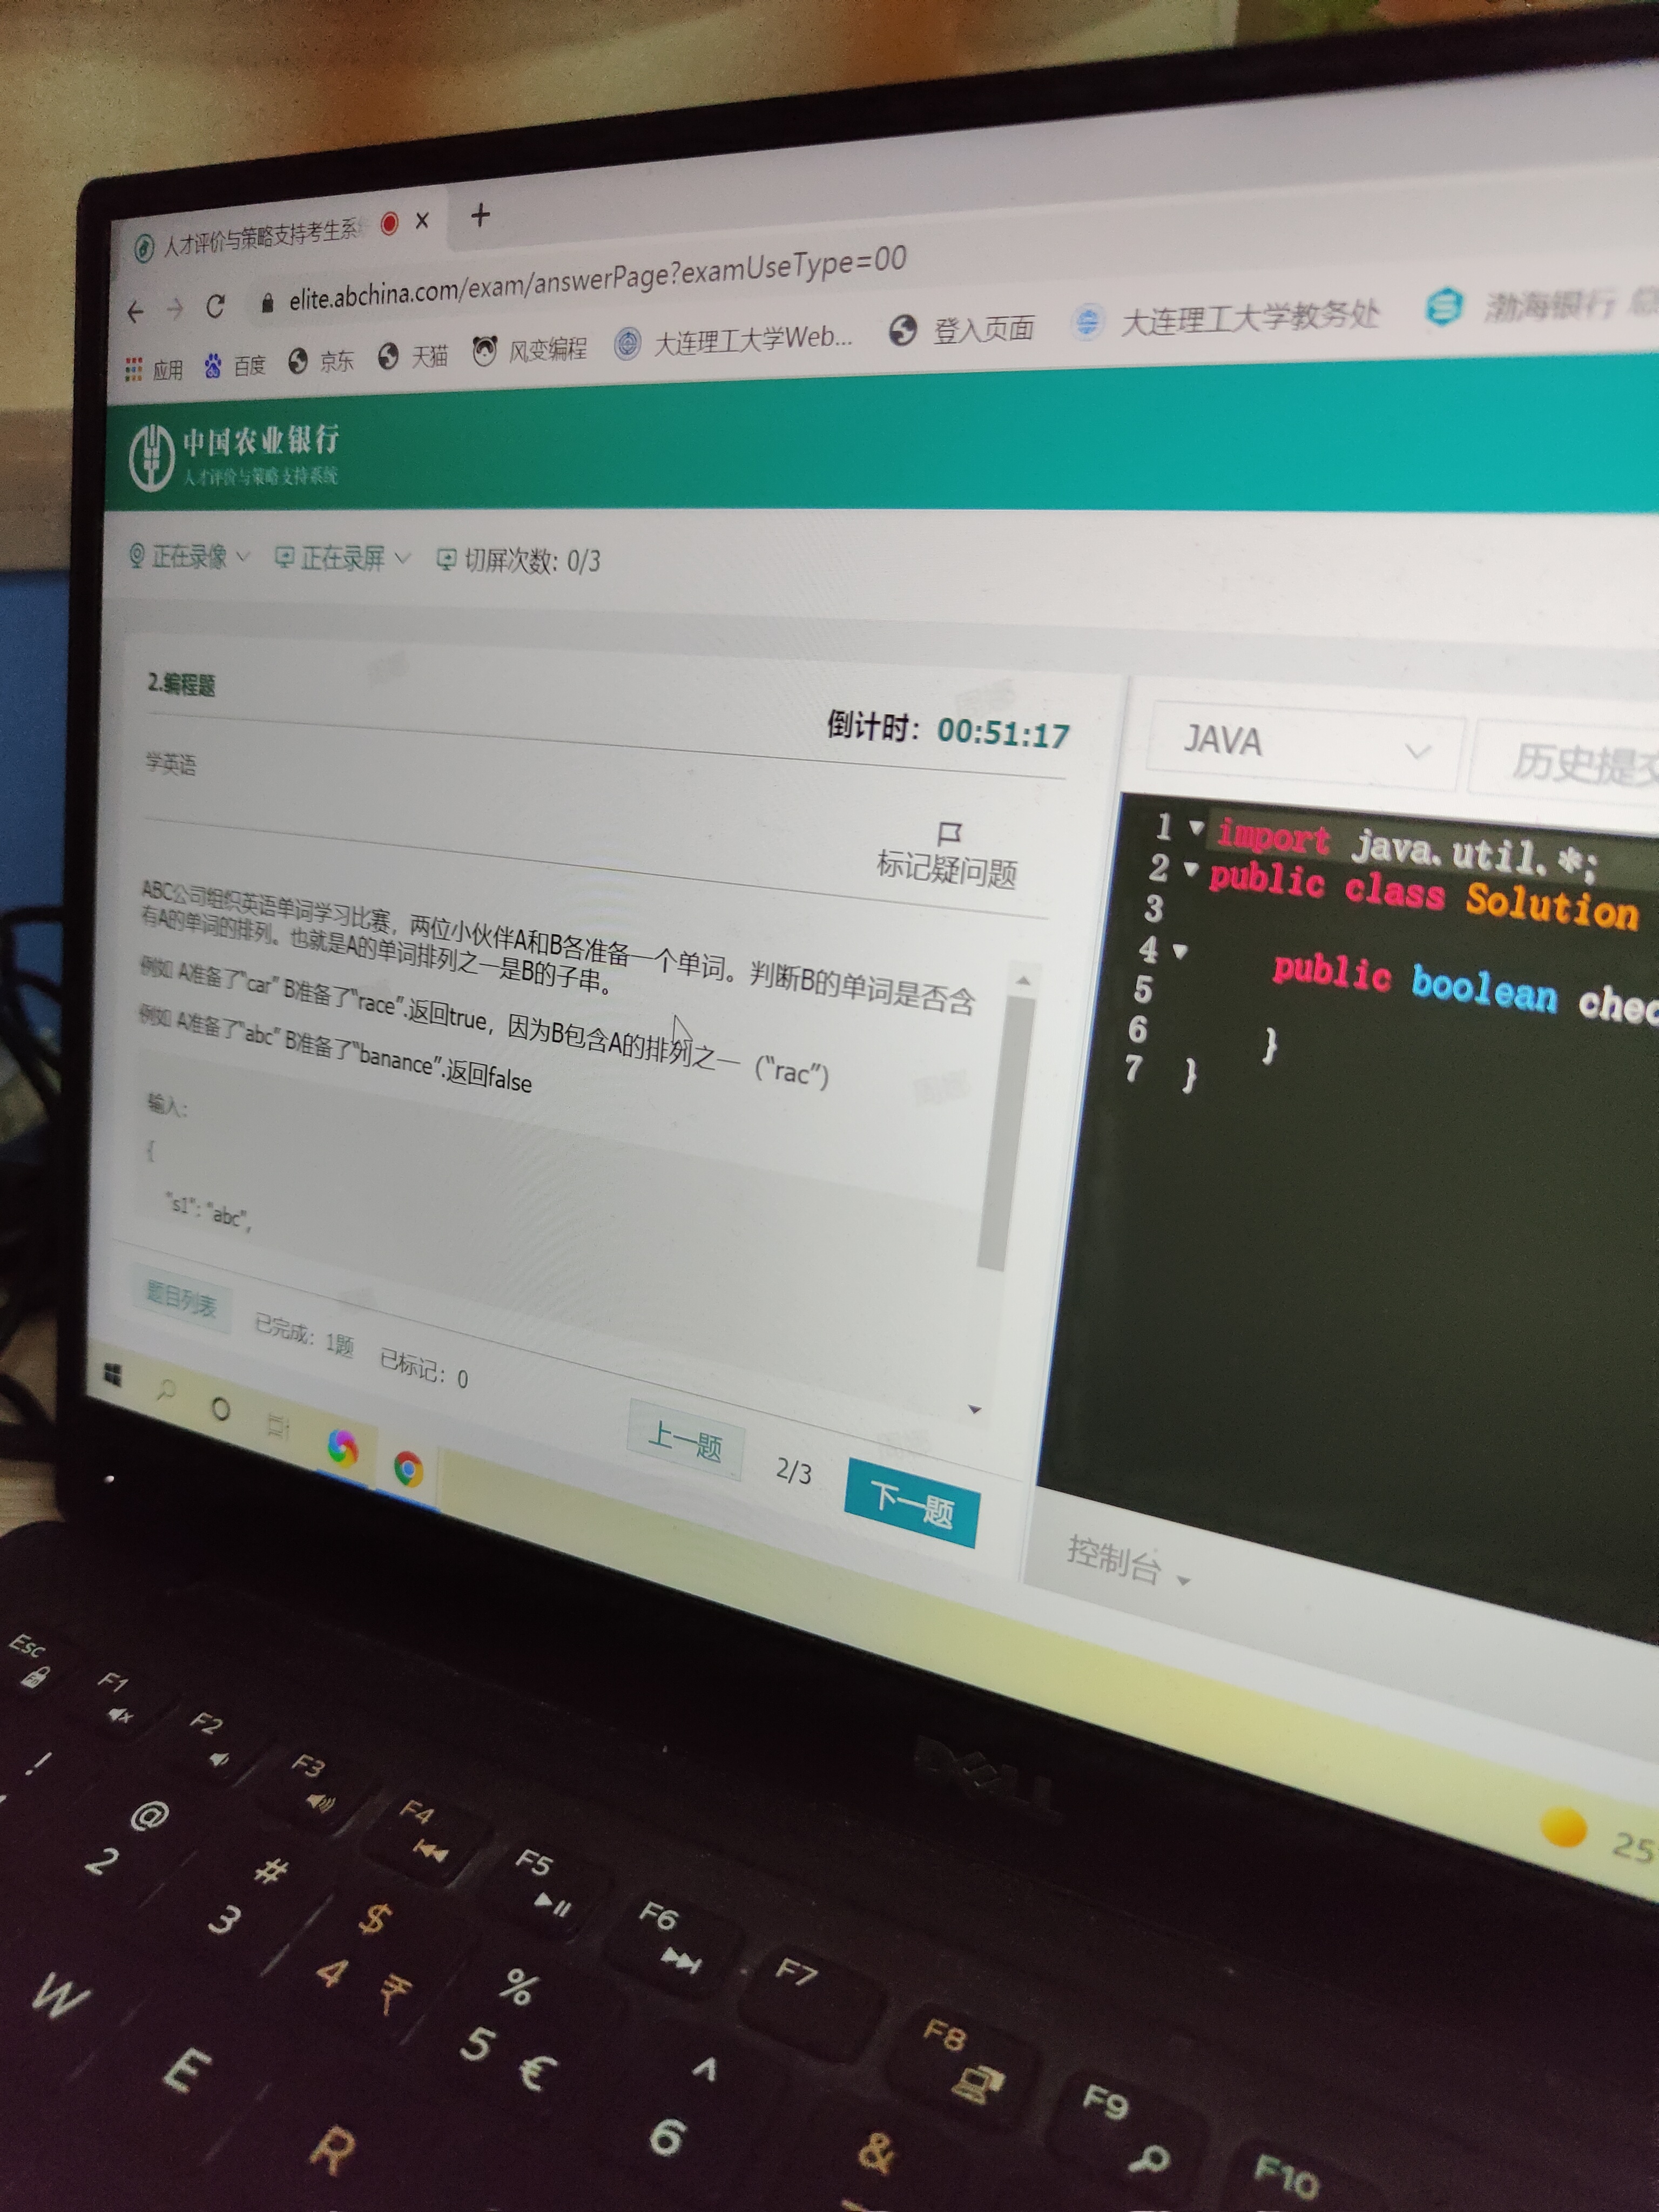 人才评价与策略支持考生系
elite.abchina.com/exam/answerPage?examUseType=00
应用 百度 京东 天猫 风变编程 大连理工大学Web... 登入页面 大连理工大学教务处 渤海银行
中国农业银行
人才评价与策略支持系统
正在录像 正在录屏 切屏次数: 0/3
2.编程题
倒计时: 00:51:17
学英语
标记疑问题
ABC公司组织英语单词学习比赛，两位小伙伴A和B各准备一个单词。判断B的单词是否含
有A的单词的排列。也就是A的单词排列之一是B的子串。
例如 A准备了"car" B准备了"race".返回true，因为B包含A的排列之一（"rac"）
例如 A准备了"abc" B准备了"banance".返回false
输入:
{
"s1": "abc",
题目列表 已完成: 1题 已标记: 0
上一题 2/3 下一题
JAVA 历史提交
1 import java.util.*;
2 public class Solution
3
4 public boolean chec
5
6 }
7 }
控制台
25
DELL
Esc F1 F2 F3 F4 F5 F6 F7 F8 F9 F10
! @ # $ % ^ &
2 3 4 ₹ 5 € 6
W E R